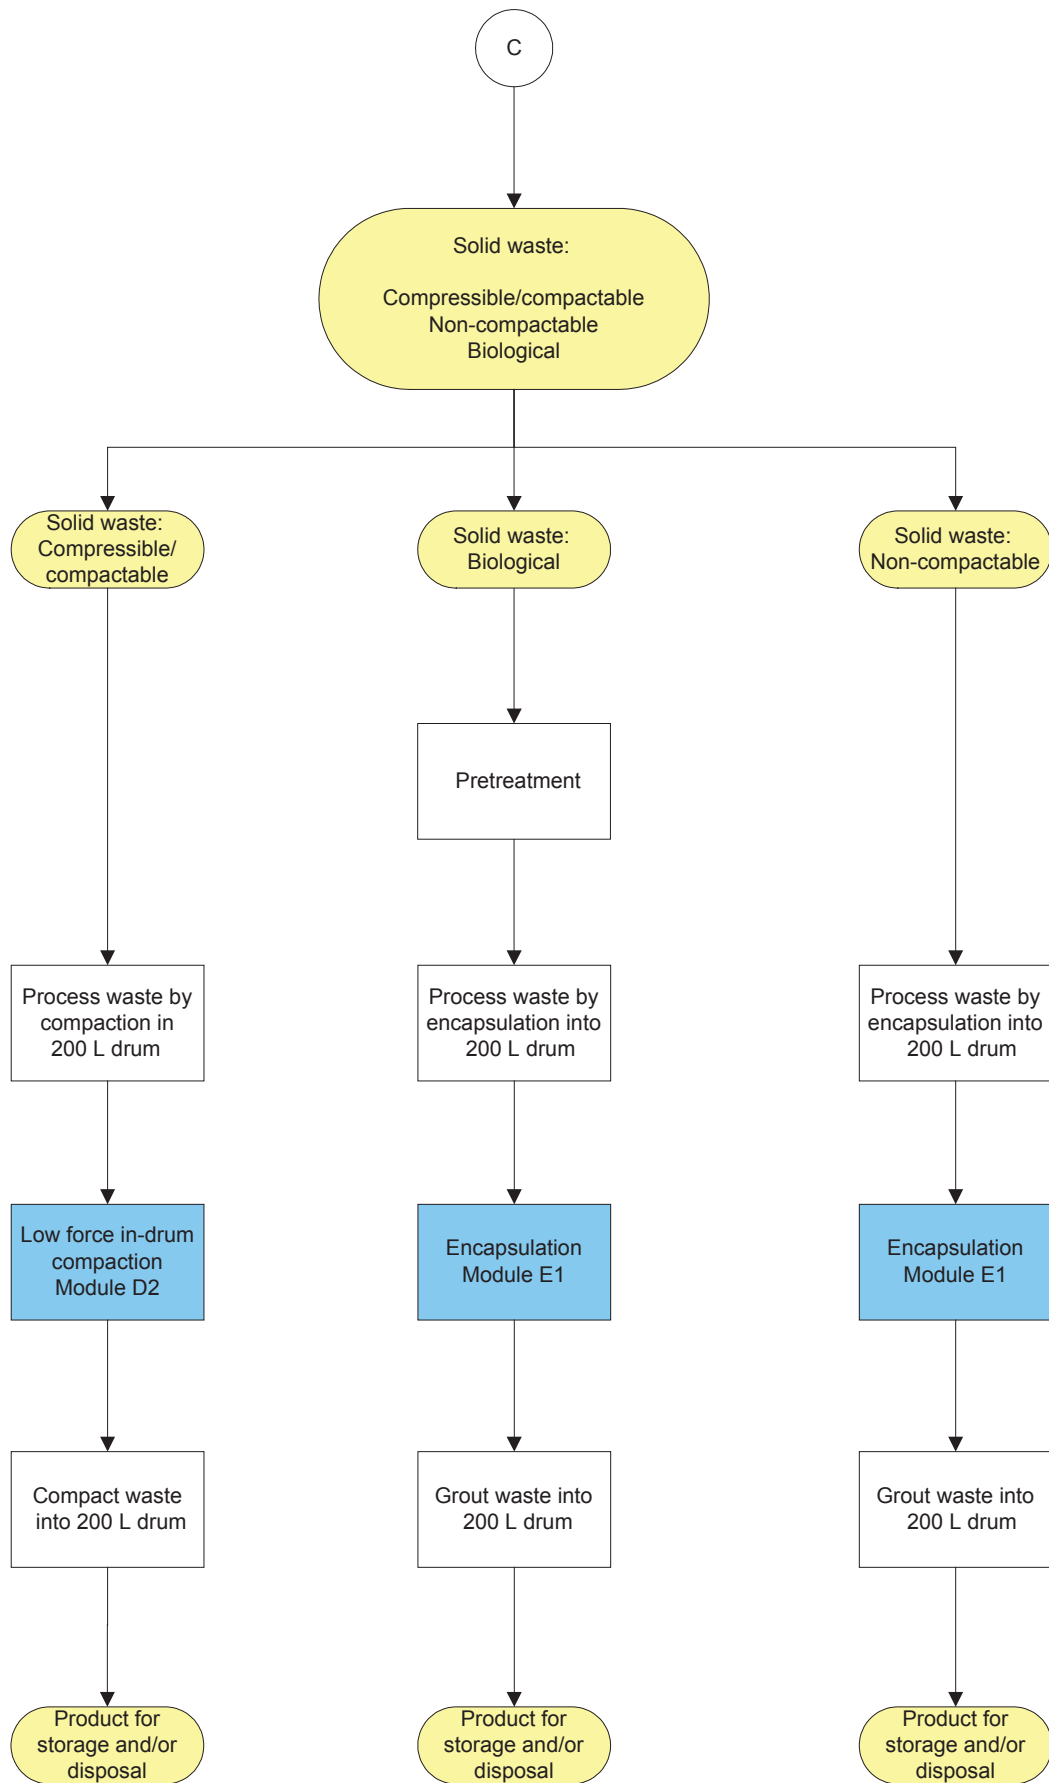 C
Solid waste:
Compressible/compactable
Non-compactable
Biological
Solid waste:
Compressible/
compactable
Solid waste:
Biological
Solid waste:
Non-compactable
Pretreatment
Process waste by
compaction in
200 L drum
Process waste by
encapsulation into
200 L drum
Process waste by
encapsulation into
200 L drum
Low force in-drum
compaction
Module D2
Encapsulation
Module E1
Encapsulation
Module E1
Compact waste
into 200 L drum
Grout waste into
200 L drum
Grout waste into
200 L drum
Product for
storage and/or
disposal
Product for
storage and/or
disposal
Product for
storage and/or
disposal